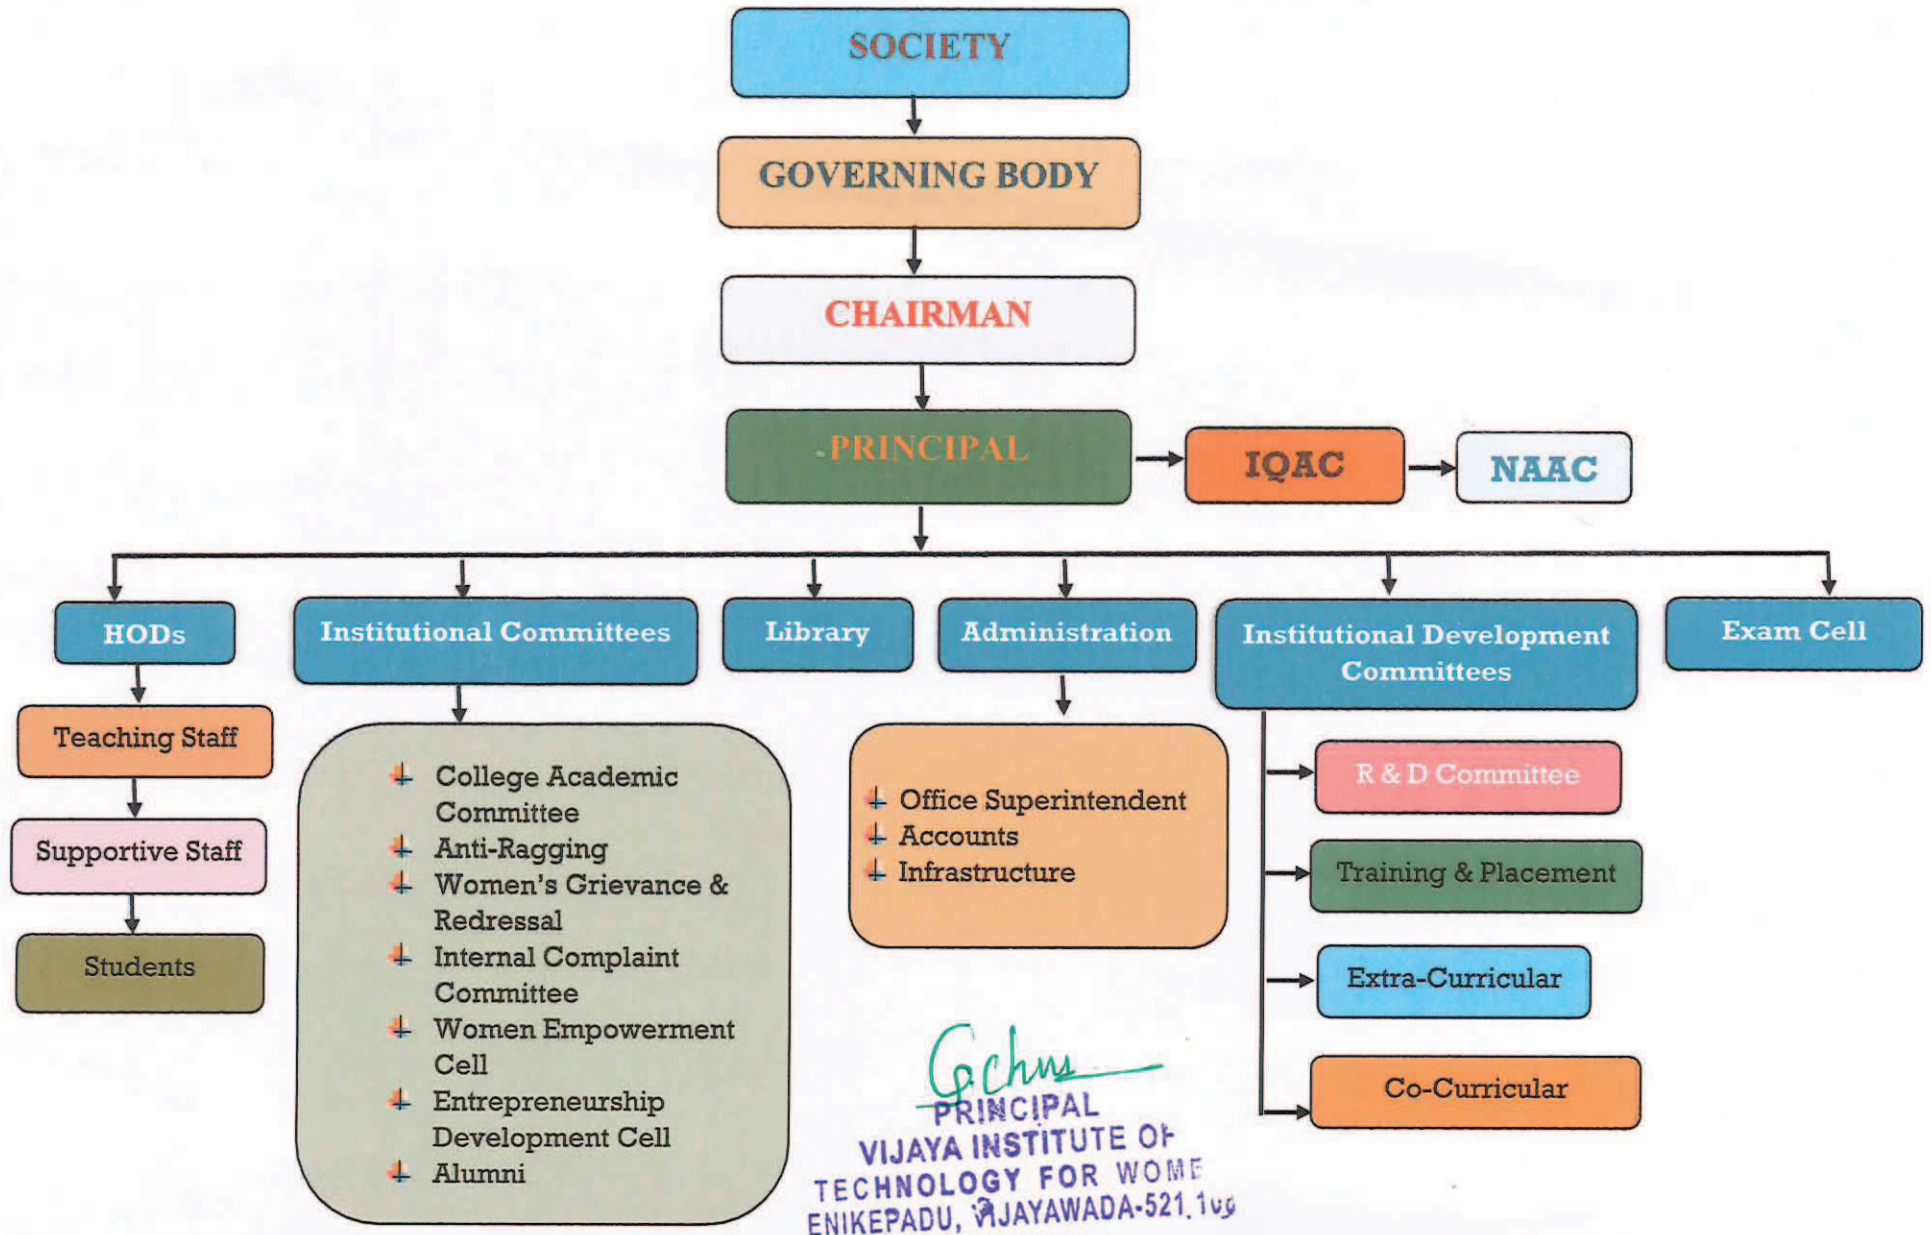 SOCIETY
GOVERNING BODY
CHAIRMAN
PRINCIPAL
IQAC
NAAC
HODs
Institutional Committees
Library
Administration
Institutional Development
Committees
Exam Cell
Teaching Staff
Supportive Staff
Students
College Academic
Committee
Anti-Ragging
Women's Grievance &
Redressal
Internal Complaint
Committee
Women Empowerment
Cell
Entrepreneurship
Development Cell
Alumni
Office Superintendent
Accounts
Infrastructure
R & D Committee
Training & Placement
Extra-Curricular
Co-Curricular
PRINCIPAL
VIJAYA INSTITUTE OF
TECHNOLOGY FOR WOME
ENIKEPADU, VIJAYAWADA-521.